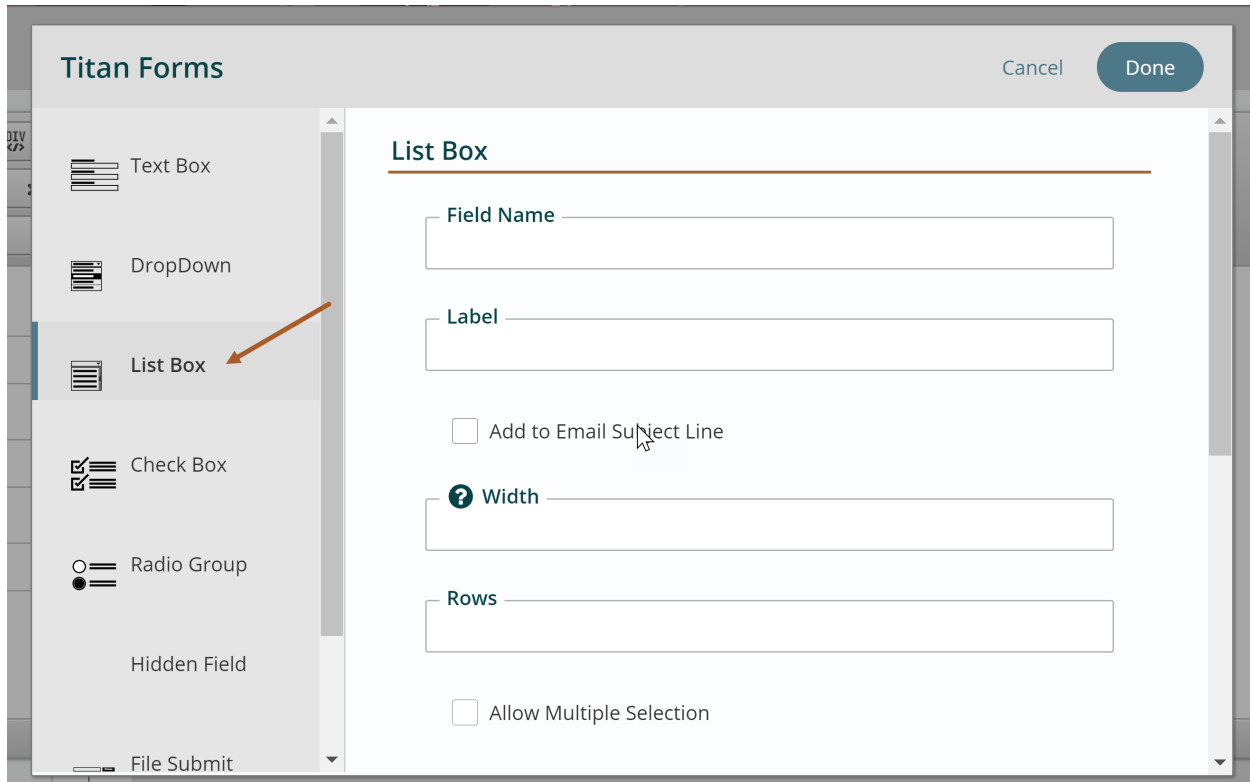 Titan Forms
Cancel
Done
DIV
</>
Text Box
DropDown
List Box
Check Box
Radio Group
Hidden Field
File Submit
List Box
Field Name
Label
Add to Email Subject Line
? Width
Rows
Allow Multiple Selection